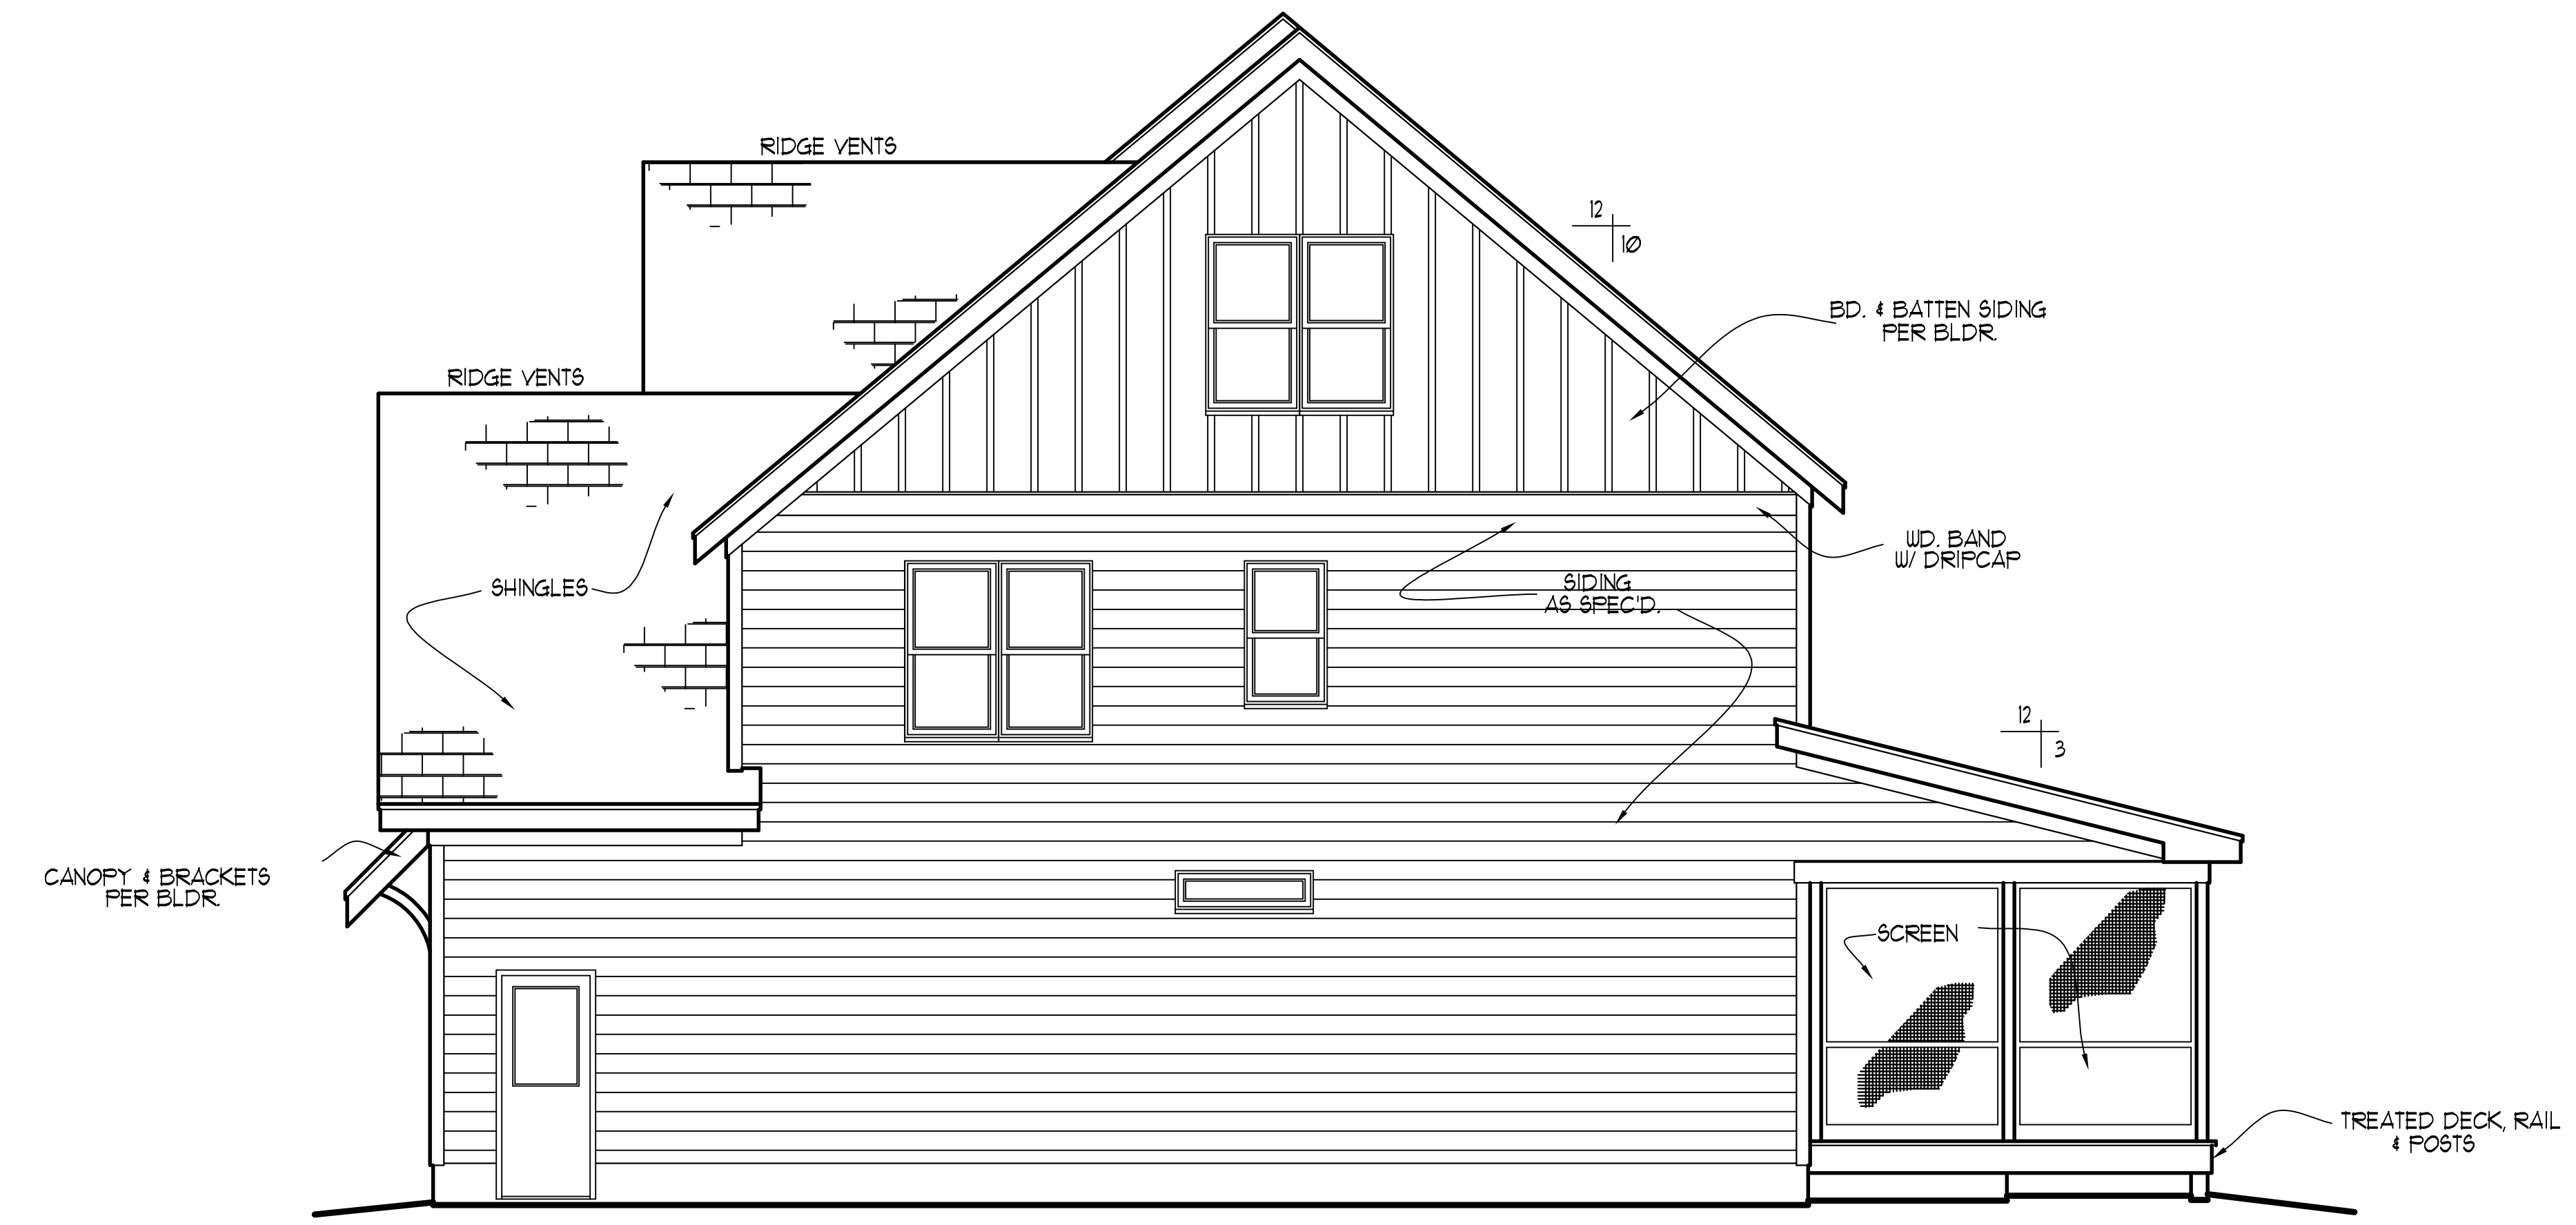 RIDGE VENTS
12
10
BD. & BATTEN SIDING
PER BLDR.
RIDGE VENTS
WD. BAND
W/ DRIPCAP
SHINGLES
SIDING
AS SPEC'D.
12
3
CANOPY & BRACKETS
PER BLDR.
SCREEN
TREATED DECK, RAIL
& POSTS